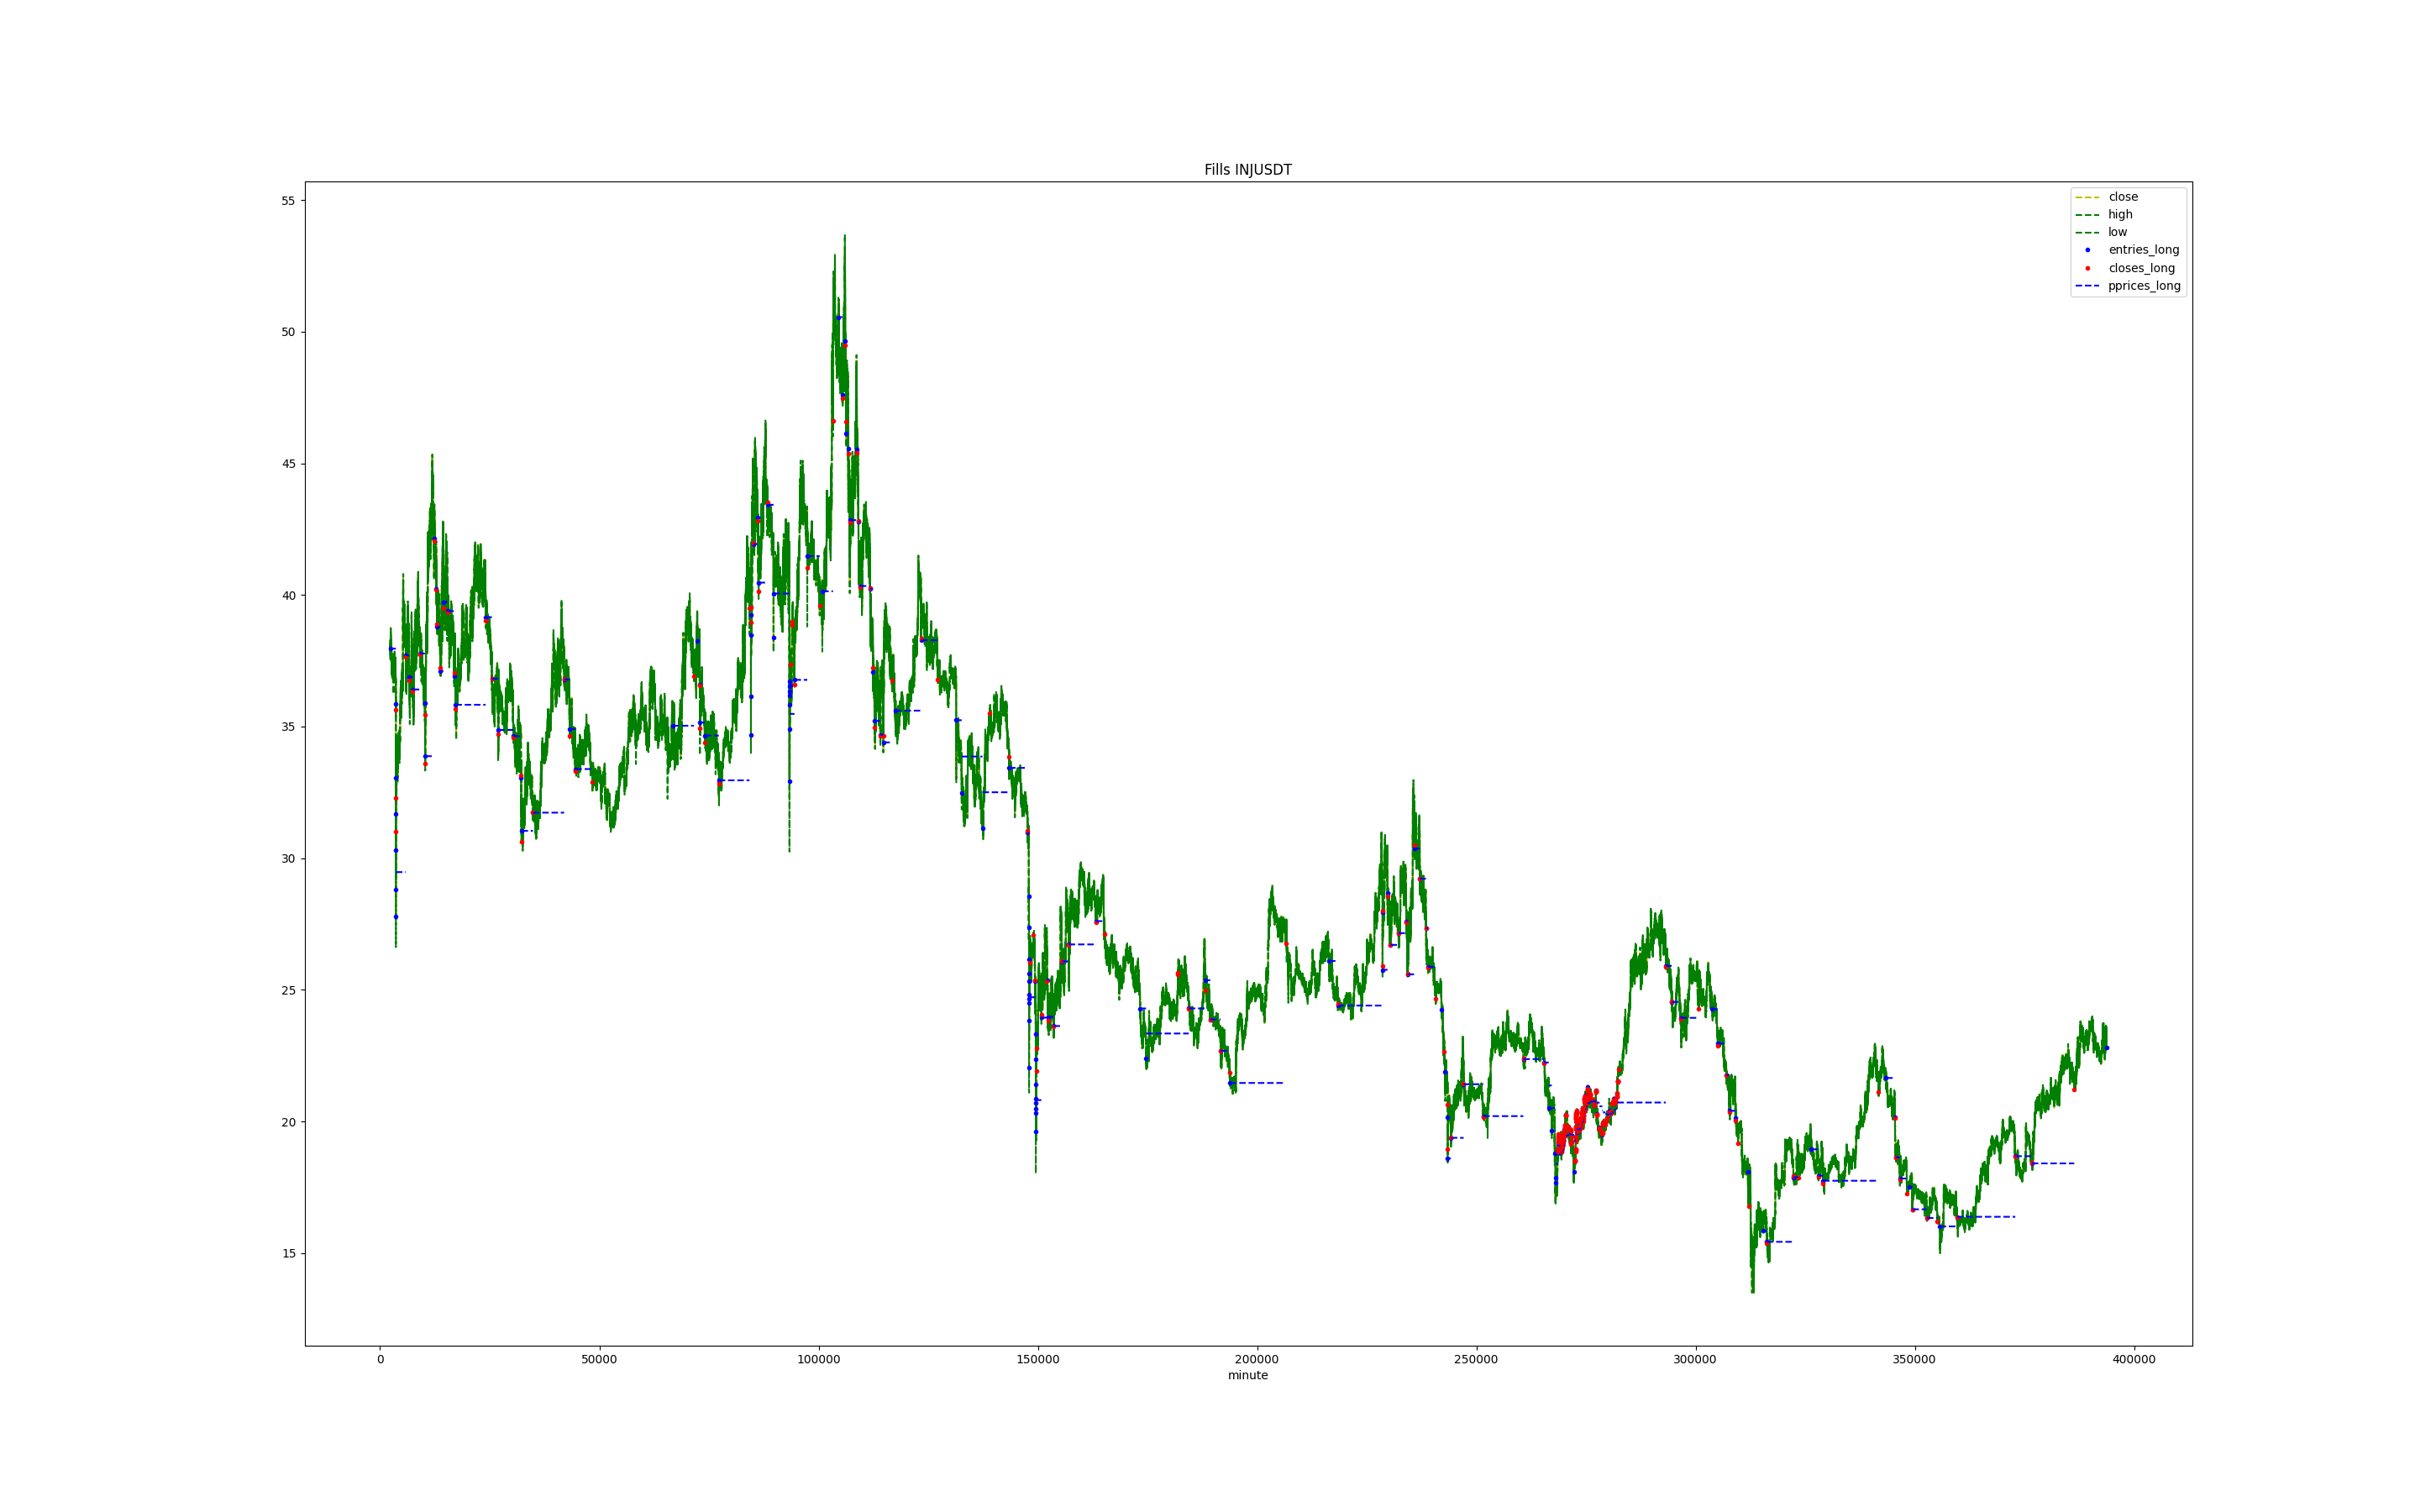 Fills INJUSDT
close
high
low
entries_long
closes_long
pprices_long
55
50
45
40
35
30
25
20
15
0 50000 100000 150000 200000 250000 300000 350000 400000
minute